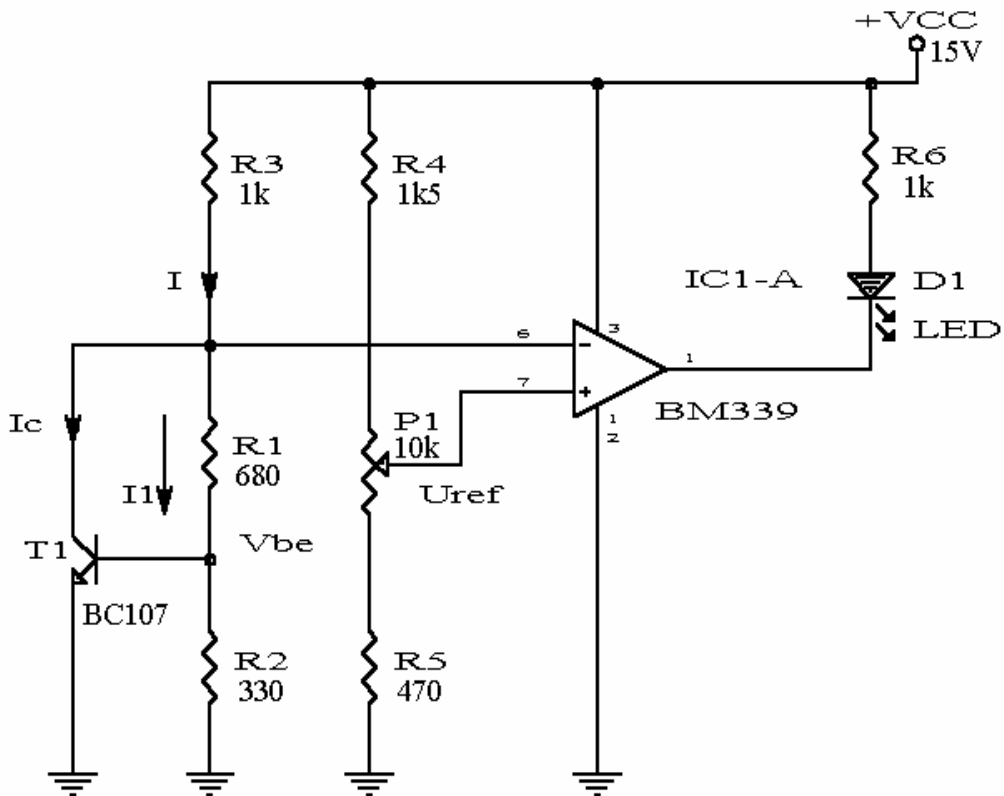 +VCC
15V
R3
1k
R4
1k5
R6
1k
I
IC1-A
D1
LED
6
-
3
7
+
1
1
2
BM339
Ic
R1
680
P1
10k
I1
Uref
T1
Vbe
BC107
R2
330
R5
470